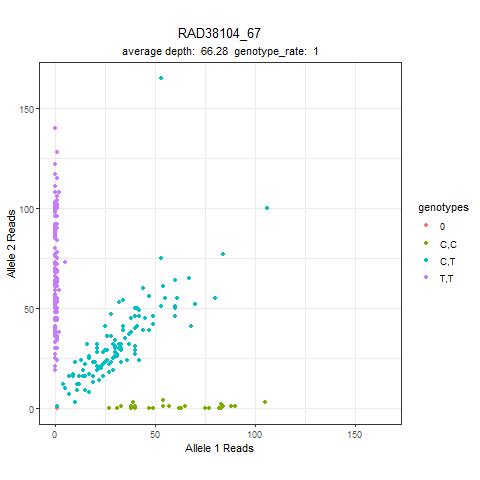 RAD38104_67
average depth: 66.28 genotype_rate: 1
150
100
50
0
Allele 2 Reads
0
50
100
150
Allele 1 Reads
genotypes
0
C,C
C,T
T,T